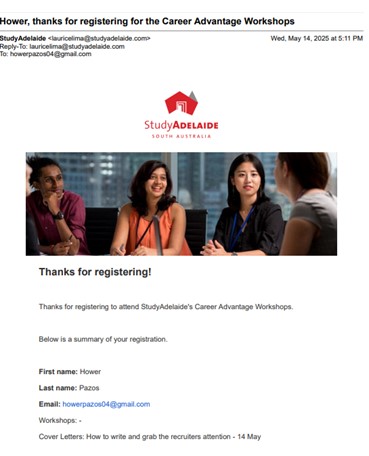 Hower, thanks for registering for the Career Advantage Workshops
StudyAdelaide <lauricelima@studyadelaide.com> Wed, May 14, 2025 at 5:11 PM
Reply-To: lauricelima@studyadelaide.com
To: howerpazos04@gmail.com
StudyADELAIDE
SOUTH AUSTRALIA
Thanks for registering!
Thanks for registering to attend StudyAdelaide's Career Advantage Workshops.
Below is a summary of your registration.
First name: Hower
Last name: Pazos
Email: howerpazos04@gmail.com
Workshops: -
Cover Letters: How to write and grab the recruiters attention - 14 May